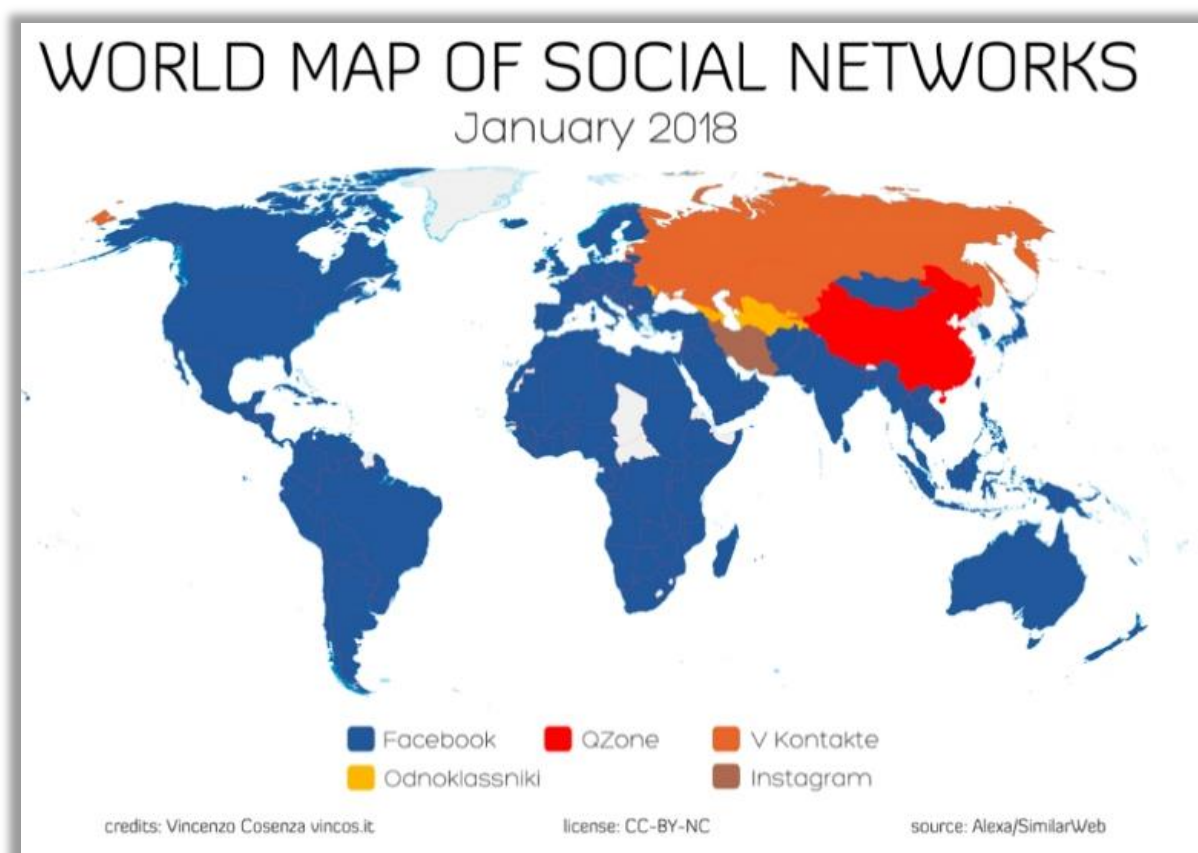 WORLD MAP OF SOCIAL NETWORKS
January 2018
Facebook QZone V Kontakte
Odnoklassniki Instagram
credits: Vincenzo Cosenza vincos.it license: CC-BY-NC source: Alexa/SimilarWeb